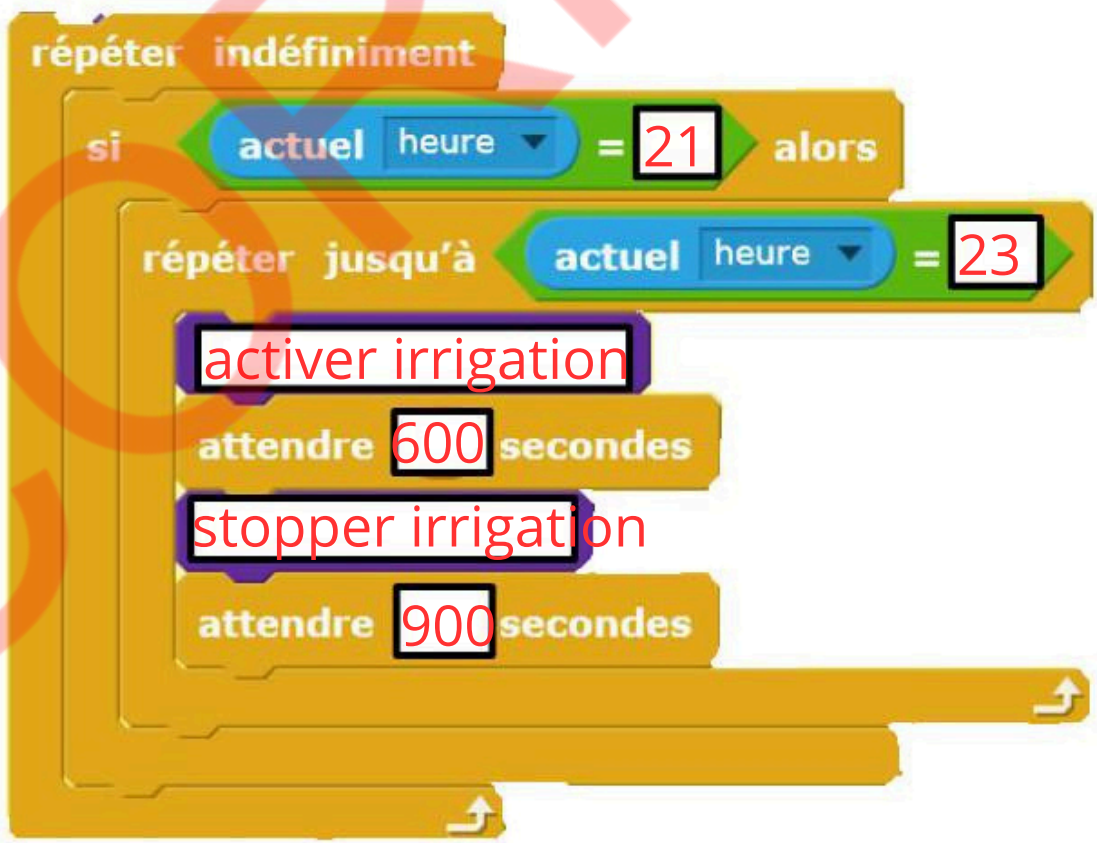 répéter indéfiniment
si actuel heure = 21 alors
répéter jusqu'à actuel heure = 23
activer irrigation
attendre 600 secondes
stopper irrigation
attendre 900 secondes